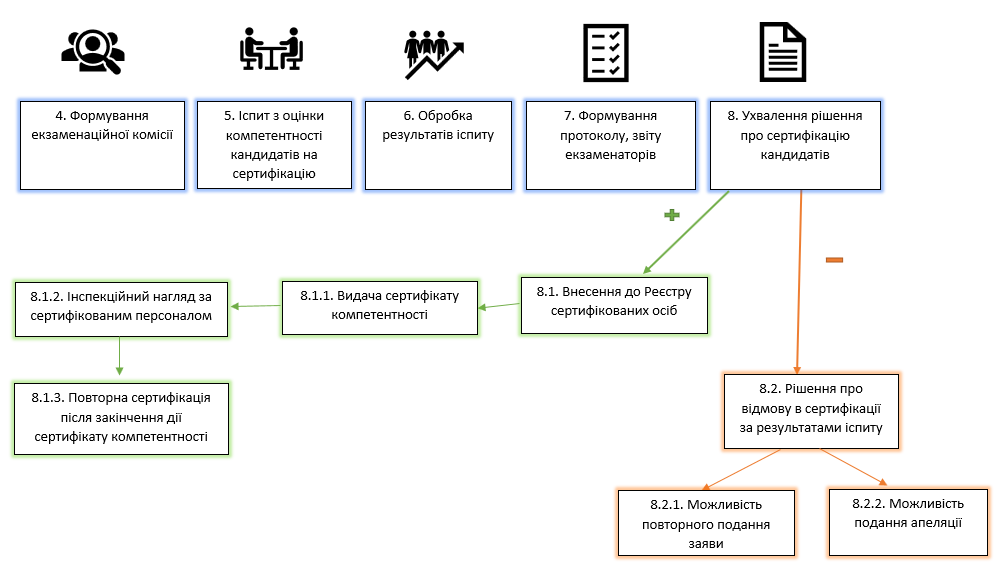 4. Формування
екзаменаційної комісії
5. Іспит з оцінки
компетентності
кандидатів на
сертифікацію
6. Обробка
результатів іспиту
7. Формування
протоколу, звіту
екзаменаторів
8. Ухвалення рішення
про сертифікацію
кандидатів
8.1.2. Інспекційний нагляд за
сертифікованим персоналом
8.1.1. Видача сертифікату
компетентності
8.1. Внесення до Реєстру
сертифікованих осіб
8.1.3. Повторна сертифікація
після закінчення дії
сертифікату компетентності
8.2. Рішення про
відмову в сертифікації
за результатами іспиту
8.2.1. Можливість
повторного подання
заяви
8.2.2. Можливість
подання апеляції